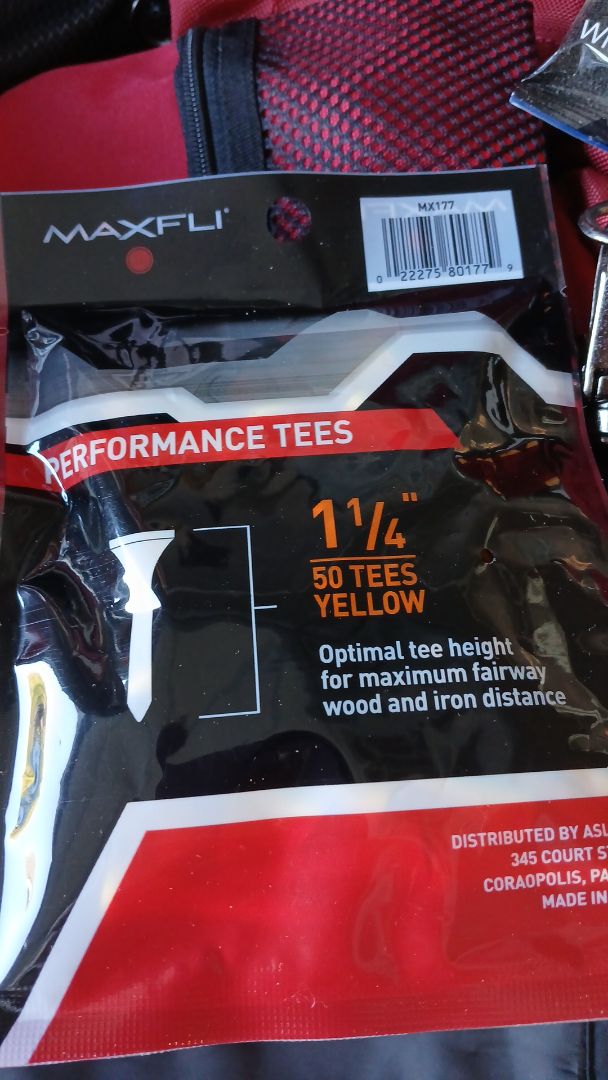 MAXFLI®
MX177
0 22275 80177 9
PERFORMANCE TEES
1 1/4"
50 TEES
YELLOW
Optimal tee height
for maximum fairway
wood and iron distance
DISTRIBUTED BY
345 COURT
CORAOPOLIS, PA
MADE IN